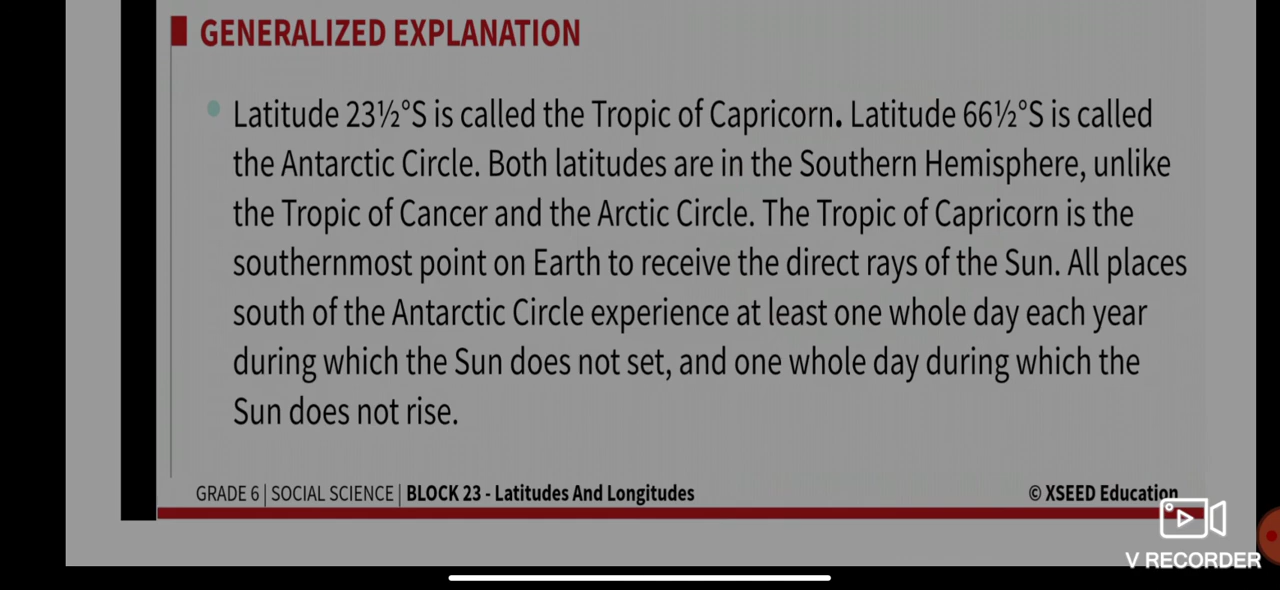 GENERALIZED EXPLANATION
Latitude 23½°S is called the Tropic of Capricorn. Latitude 66½°S is called
the Antarctic Circle. Both latitudes are in the Southern Hemisphere, unlike
the Tropic of Cancer and the Arctic Circle. The Tropic of Capricorn is the
southernmost point on Earth to receive the direct rays of the Sun. All places
south of the Antarctic Circle experience at least one whole day each year
during which the Sun does not set, and one whole day during which the
Sun does not rise.
GRADE 6 | SOCIAL SCIENCE | BLOCK 23 - Latitudes And Longitudes
© XSEED Education
V RECORDER